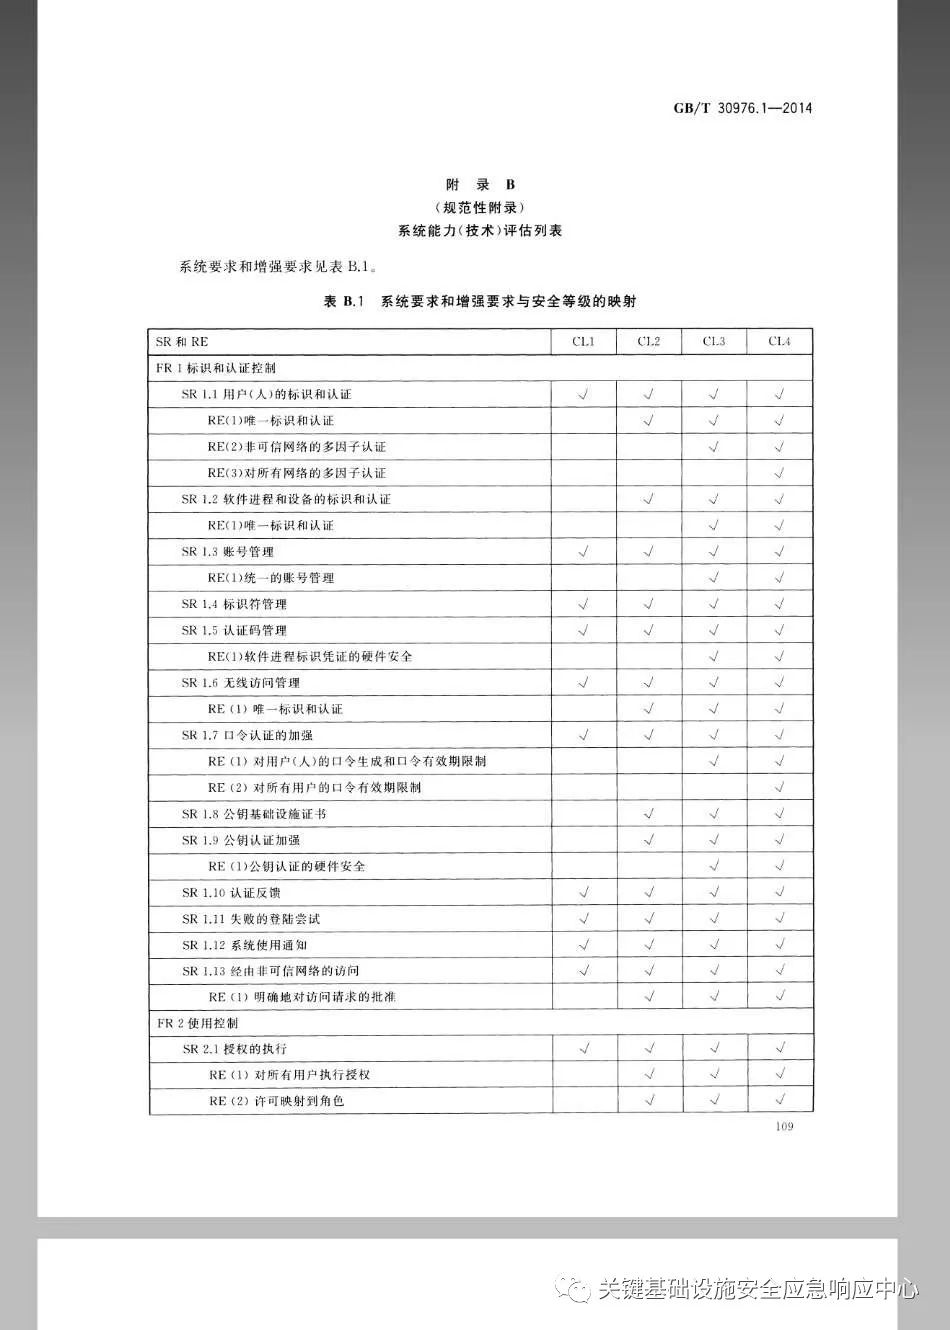 GB/T 30976.1—2014
附 录 B
(规范性附录)
系统能力(技术)评估列表
系统要求和增强要求见表 B.1。
表 B.1 系统要求和增强要求与安全等级的映射
SR 和 RE CL1 CL2 CL3 CL4
FR 1 标识和认证控制
SR 1.1 用户(人)的标识和认证 √ √ √ √
RE(1)唯一标识和认证 √ √ √
RE(2)非可信网络的多因子认证 √ √
RE(3)对所有网络的多因子认证 √
SR 1.2 软件进程和设备的标识和认证 √ √ √
RE(1)唯一标识和认证 √ √
SR 1.3 账号管理 √ √ √ √
RE(1)统一的账号管理 √ √
SR 1.4 标识符管理 √ √ √ √
SR 1.5 认证码管理 √ √ √ √
RE(1)软件进程标识凭证的硬件安全 √ √
SR 1.6 无线访问管理 √ √ √ √
RE (1) 唯一标识和认证 √ √ √
SR 1.7 口令认证的加强 √ √ √ √
RE (1) 对用户(人)的口令生成和口令有效期限制 √ √
RE (2) 对所有用户的口令有效期限制 √
SR 1.8 公钥基础设施证书 √ √ √
SR 1.9 公钥认证加强 √ √ √
RE (1)公钥认证的硬件安全 √ √
SR 1.10 认证反馈 √ √ √ √
SR 1.11 失败的登陆尝试 √ √ √ √
SR 1.12 系统使用通知 √ √ √ √
SR 1.13 经由非可信网络的访问 √ √ √ √
RE (1) 明确地对访问请求的批准 √ √ √
FR 2 使用控制
SR 2.1 授权的执行 √ √ √ √
RE (1) 对所有用户执行授权 √ √ √
RE (2) 许可映射到角色 √ √ √
109
关键基础设施安全应急响应中心